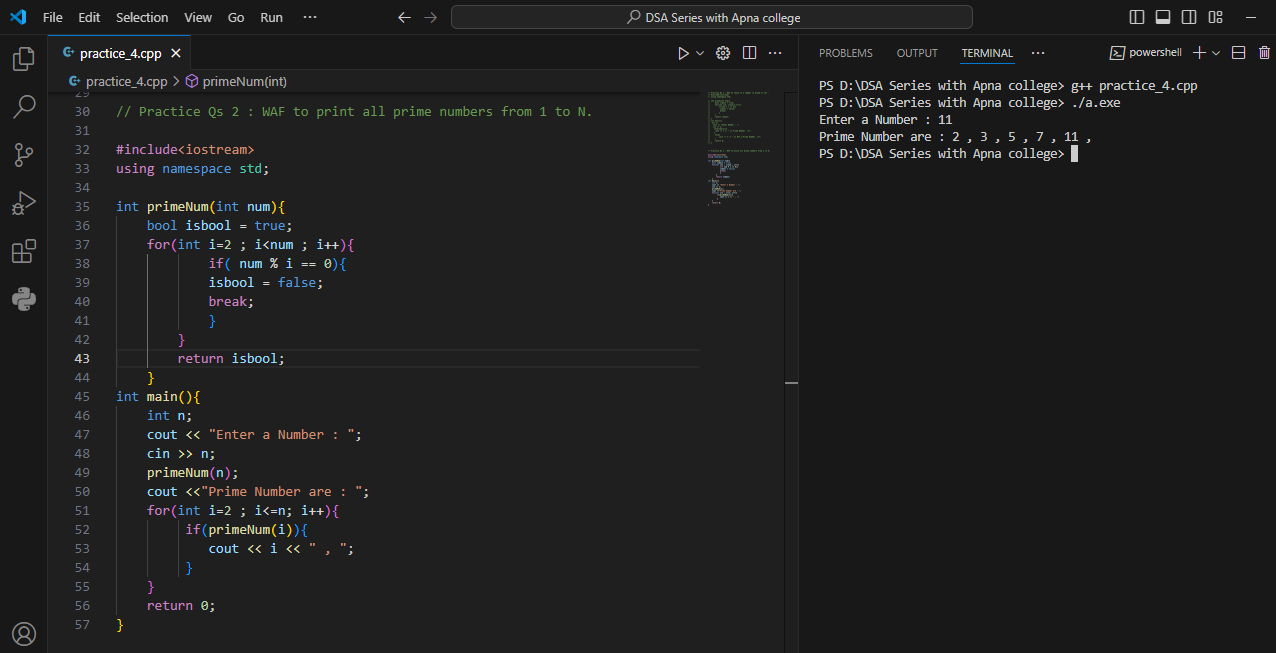 File Edit Selection View Go Run ··· DSA Series with Apna college
practice_4.cpp
practice_4.cpp > primeNum(int)
29
30 // Practice Qs 2 : WAF to print all prime numbers from 1 to N.
31
32 #include<iostream>
33 using namespace std;
34
35 int primeNum(int num){
36 bool isbool = true;
37 for(int i=2 ; i<num ; i++){
38 if( num % i == 0){
39 isbool = false;
40 break;
41 }
42 }
43 return isbool;
44 }
45 int main(){
46 int n;
47 cout << "Enter a Number : ";
48 cin >> n;
49 primeNum(n);
50 cout <<"Prime Number are : ";
51 for(int i=2 ; i<=n; i++){
52 if(primeNum(i)){
53 cout << i << " , ";
54 }
55 }
56 return 0;
57 }
PROBLEMS OUTPUT TERMINAL ··· powershell
PS D:\DSA Series with Apna college> g++ practice_4.cpp
PS D:\DSA Series with Apna college> ./a.exe
Enter a Number : 11
Prime Number are : 2 , 3 , 5 , 7 , 11 ,
PS D:\DSA Series with Apna college>